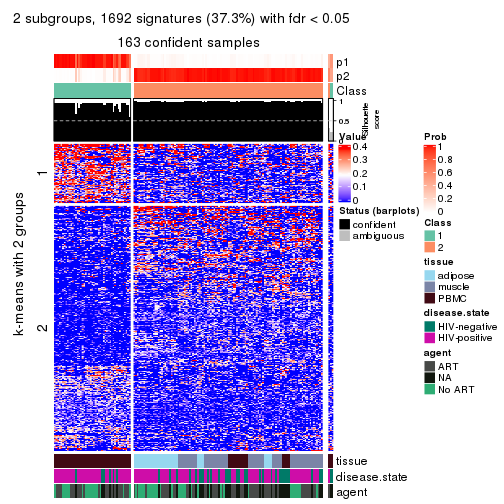 2 subgroups, 1692 signatures (37.3%) with fdr < 0.05
163 confident samples
p1
p2
Class
1
0.5
0
Silhouette
score
k-means with 2 groups
1
2
tissue
disease.state
agent
Value
0.4
0.3
0.2
0.1
0
Status (barplots)
confident
ambiguous
Prob
1
0.8
0.6
0.4
0.2
0
Class
1
2
tissue
adipose
muscle
PBMC
disease.state
HIV-negative
HIV-positive
agent
ART
NA
No ART